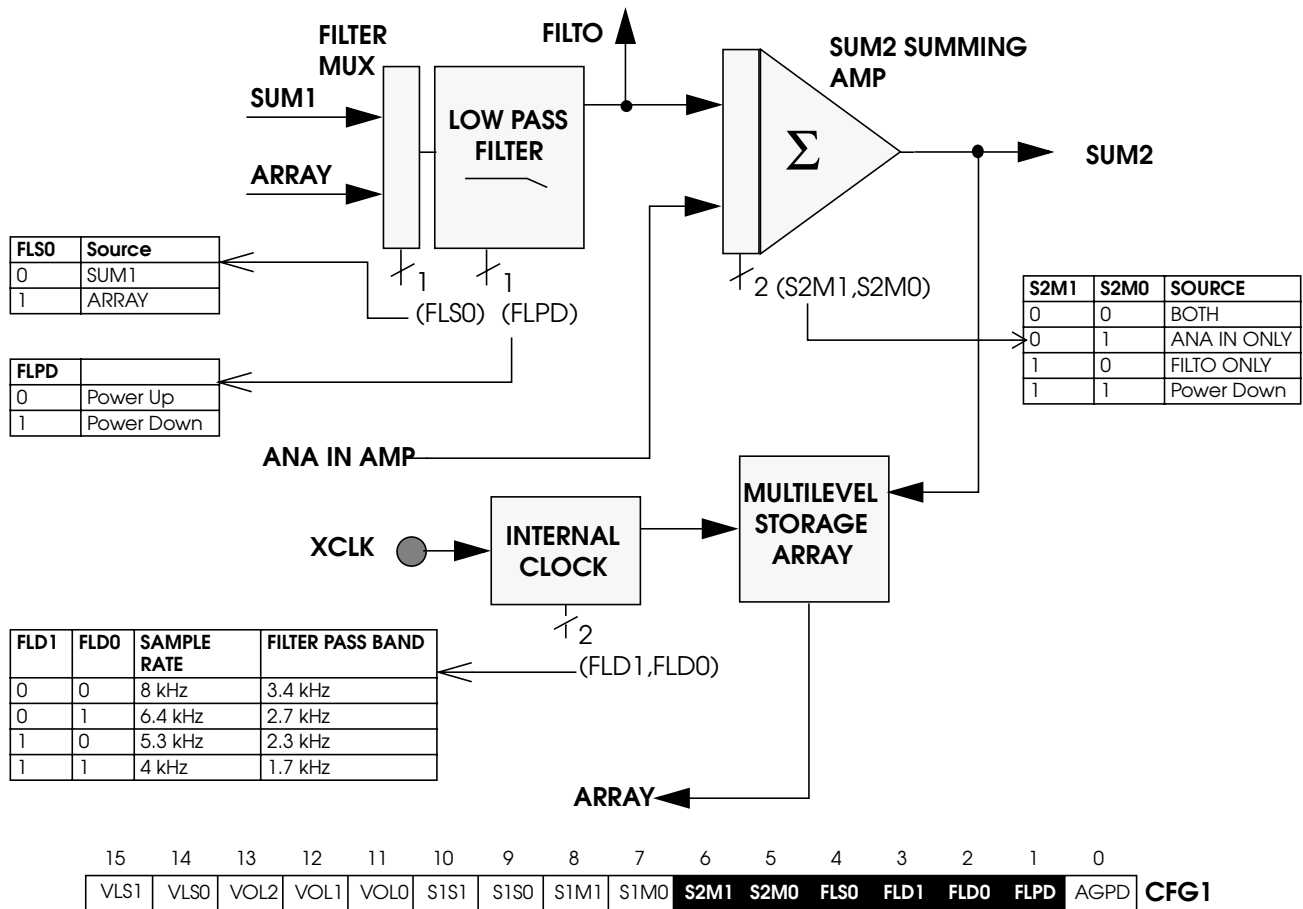 FILTER
MUX
FILTO
SUM2 SUMMING
AMP
SUM1
ARRAY
LOW PASS
FILTER
Σ
SUM2
FLS0 Source
0 SUM1
1 ARRAY
1
(FLS0)
1
(FLPD)
2 (S2M1,S2M0)
S2M1 S2M0 SOURCE
0 0 BOTH
0 1 ANA IN ONLY
1 0 FILTO ONLY
1 1 Power Down
FLPD
0 Power Up
1 Power Down
ANA IN AMP
XCLK
INTERNAL
CLOCK
MULTILEVEL
STORAGE
ARRAY
2
(FLD1,FLD0)
FLD1 FLD0 SAMPLE RATE FILTER PASS BAND
0 0 8 kHz 3.4 kHz
0 1 6.4 kHz 2.7 kHz
1 0 5.3 kHz 2.3 kHz
1 1 4 kHz 1.7 kHz
ARRAY
15 14 13 12 11 10 9 8 7 6 5 4 3 2 1 0
VLS1 VLS0 VOL2 VOL1 VOL0 S1S1 S1S0 S1M1 S1M0 S2M1 S2M0 FLS0 FLD1 FLD0 FLPD AGPD CFG1